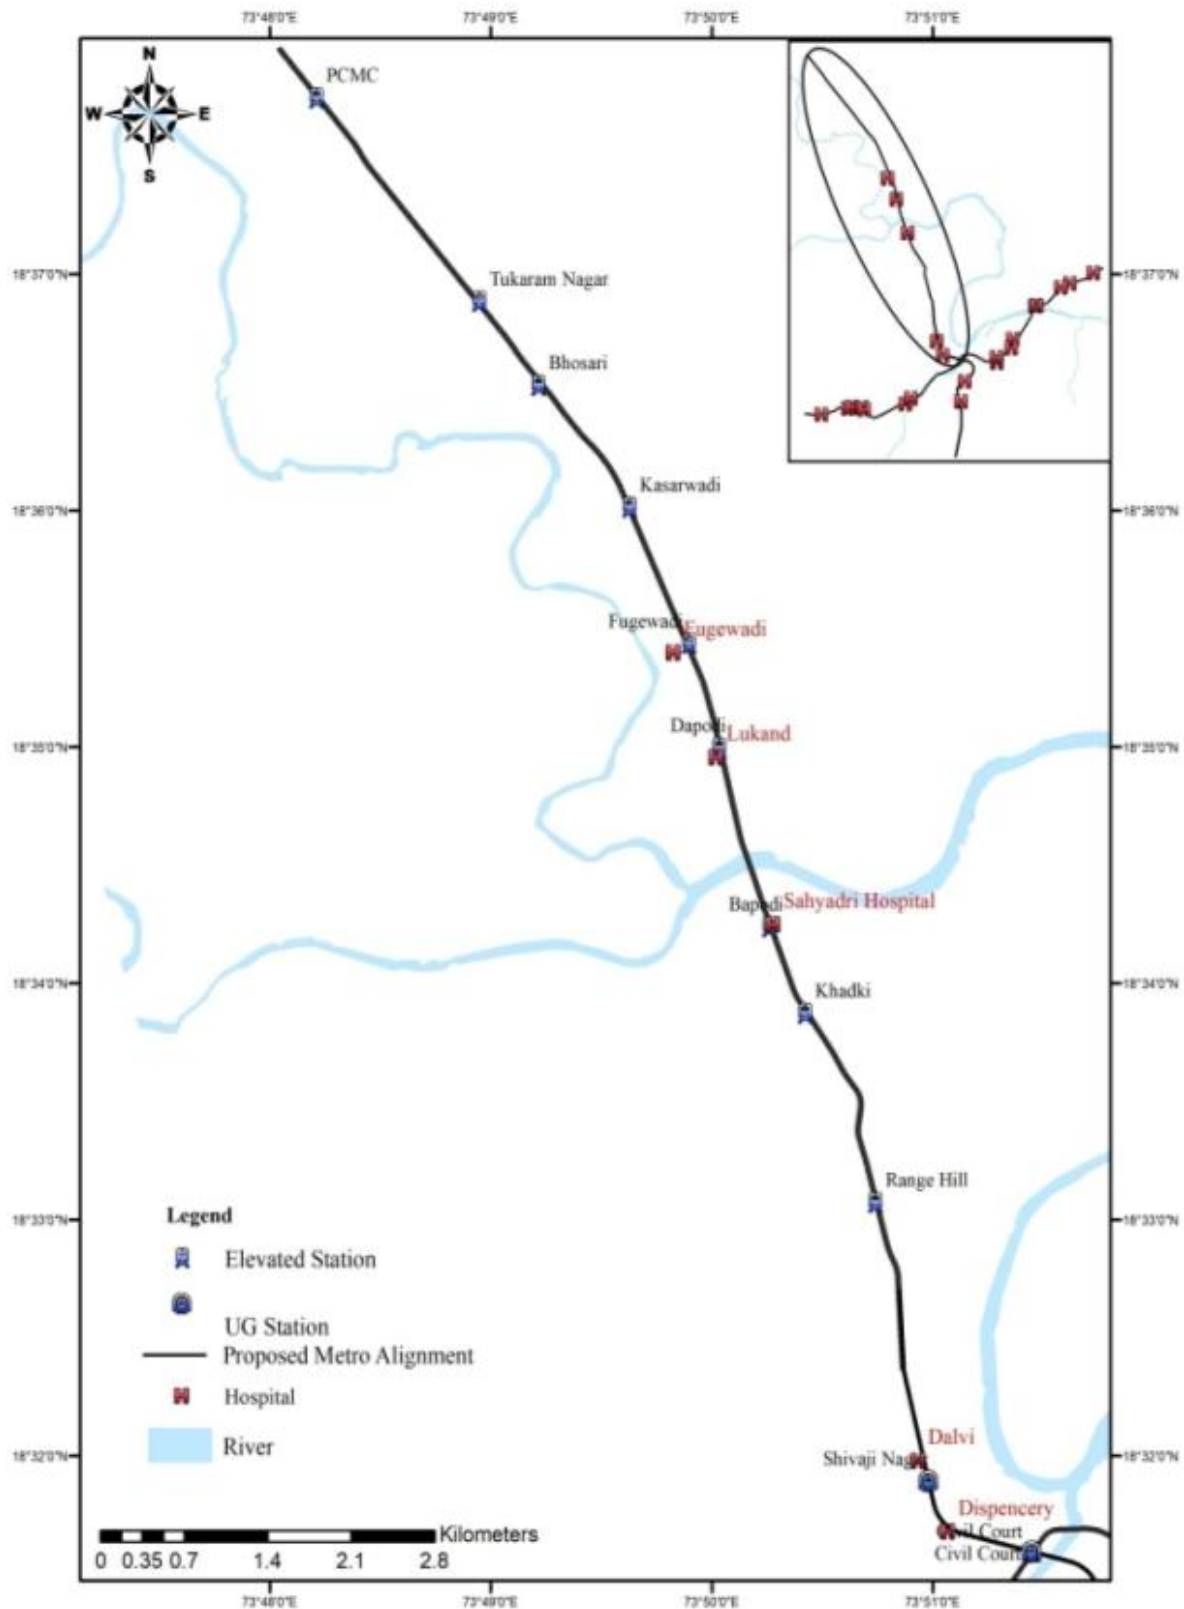 73°48'0"E 73°49'0"E 73°50'0"E 73°51'0"E
N
W E
S
PCMC
18°37'0"N 18°37'0"N
Tukaram Nagar
Bhosari
Kasarwadi
18°36'0"N 18°36'0"N
Fugewadi Fugewadi
Dapodi Lukand
18°35'0"N 18°35'0"N
Bapodi Sahyadri Hospital
18°34'0"N 18°34'0"N
Khadki
Range Hill
Legend
18°33'0"N 18°33'0"N
Elevated Station
UG Station
Proposed Metro Alignment
Hospital
River
Dalvi
18°32'0"N 18°32'0"N
Shivaji Nagar
Dispencery
Civil Court
Civil Court
Kilometers
0 0.35 0.7 1.4 2.1 2.8
73°48'0"E 73°49'0"E 73°50'0"E 73°51'0"E